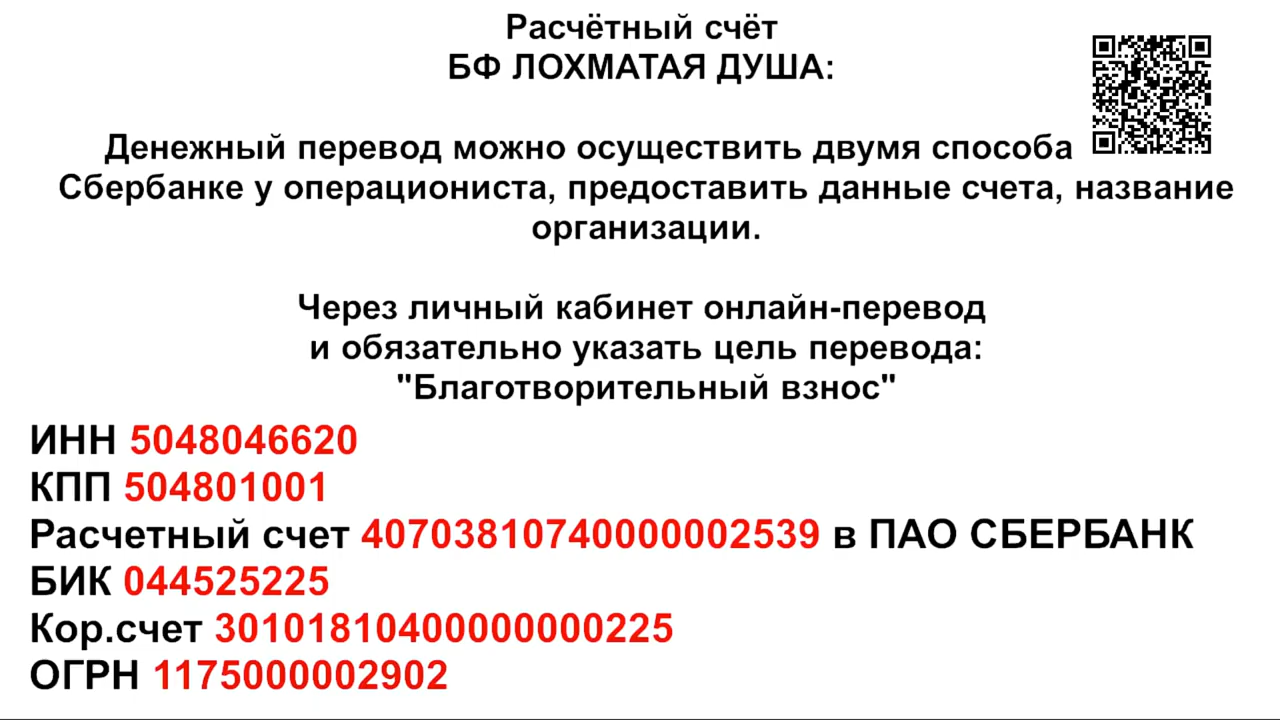 Расчётный счёт
БФ ЛОХМАТАЯ ДУША:
Денежный перевод можно осуществить двумя способа
Сбербанке у операциониста, предоставить данные счета, название
организации.
Через личный кабинет онлайн-перевод
и обязательно указать цель перевода:
"Благотворительный взнос"
ИНН 5048046620
КПП 504801001
Расчетный счет 40703810740000002539 в ПАО СБЕРБАНК
БИК 044525225
Кор.счет 30101810400000000225
ОГРН 1175000002902